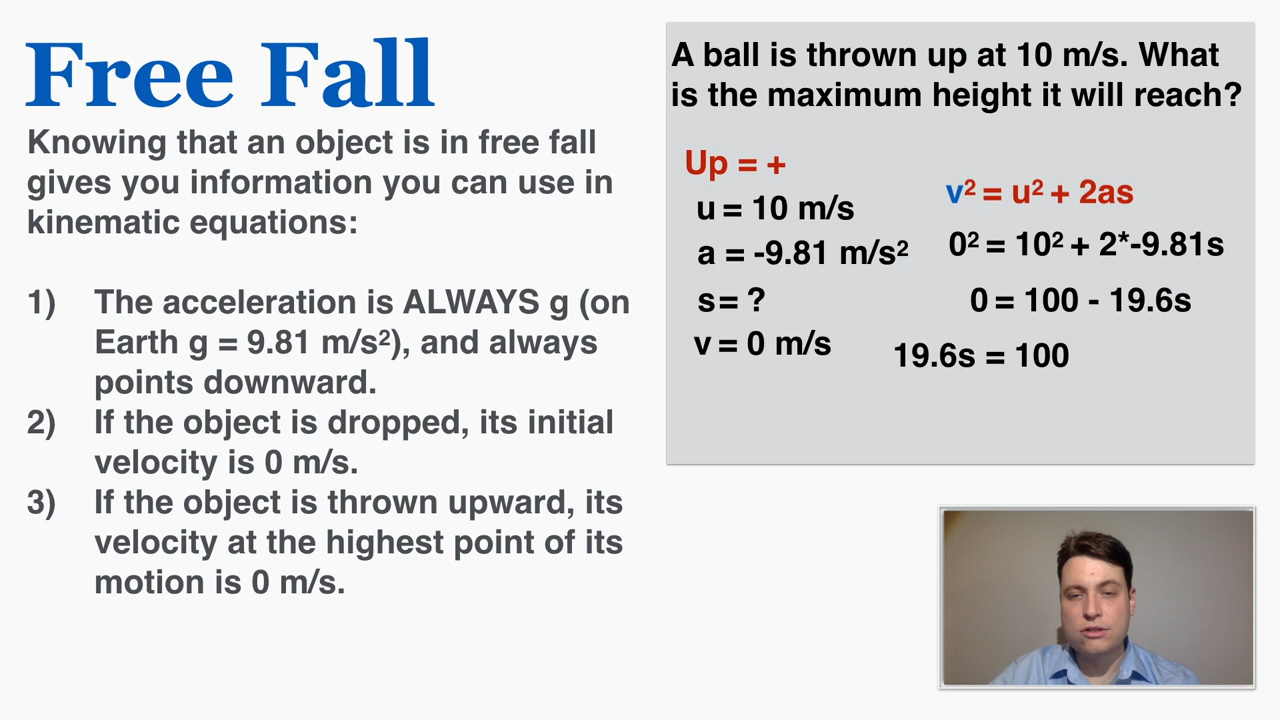 Free Fall
Knowing that an object is in free fall
gives you information you can use in
kinematic equations:
1) The acceleration is ALWAYS g (on
Earth g = 9.81 m/s²), and always
points downward.
2) If the object is dropped, its initial
velocity is 0 m/s.
3) If the object is thrown upward, its
velocity at the highest point of its
motion is 0 m/s.
A ball is thrown up at 10 m/s. What
is the maximum height it will reach?
Up = +
u = 10 m/s
a = -9.81 m/s²
s = ?
v = 0 m/s
v² = u² + 2as
0² = 10² + 2*-9.81s
0 = 100 - 19.6s
19.6s = 100